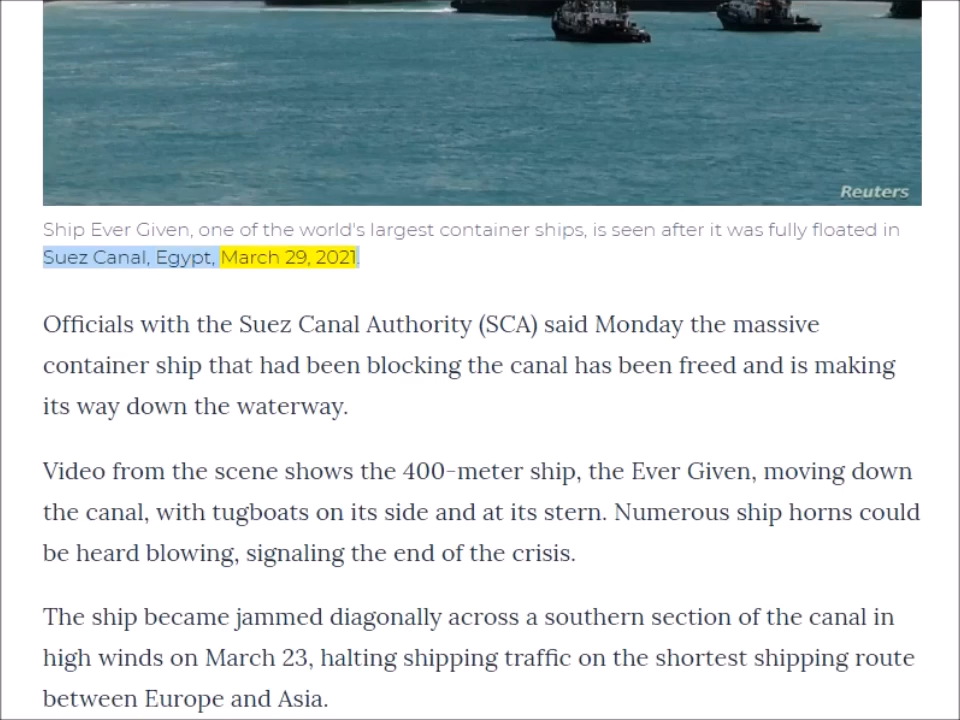 Reuters
Ship Ever Given, one of the world's largest container ships, is seen after it was fully floated in
Suez Canal, Egypt, March 29, 2021.
Officials with the Suez Canal Authority (SCA) said Monday the massive
container ship that had been blocking the canal has been freed and is making
its way down the waterway.
Video from the scene shows the 400-meter ship, the Ever Given, moving down
the canal, with tugboats on its side and at its stern. Numerous ship horns could
be heard blowing, signaling the end of the crisis.
The ship became jammed diagonally across a southern section of the canal in
high winds on March 23, halting shipping traffic on the shortest shipping route
between Europe and Asia.